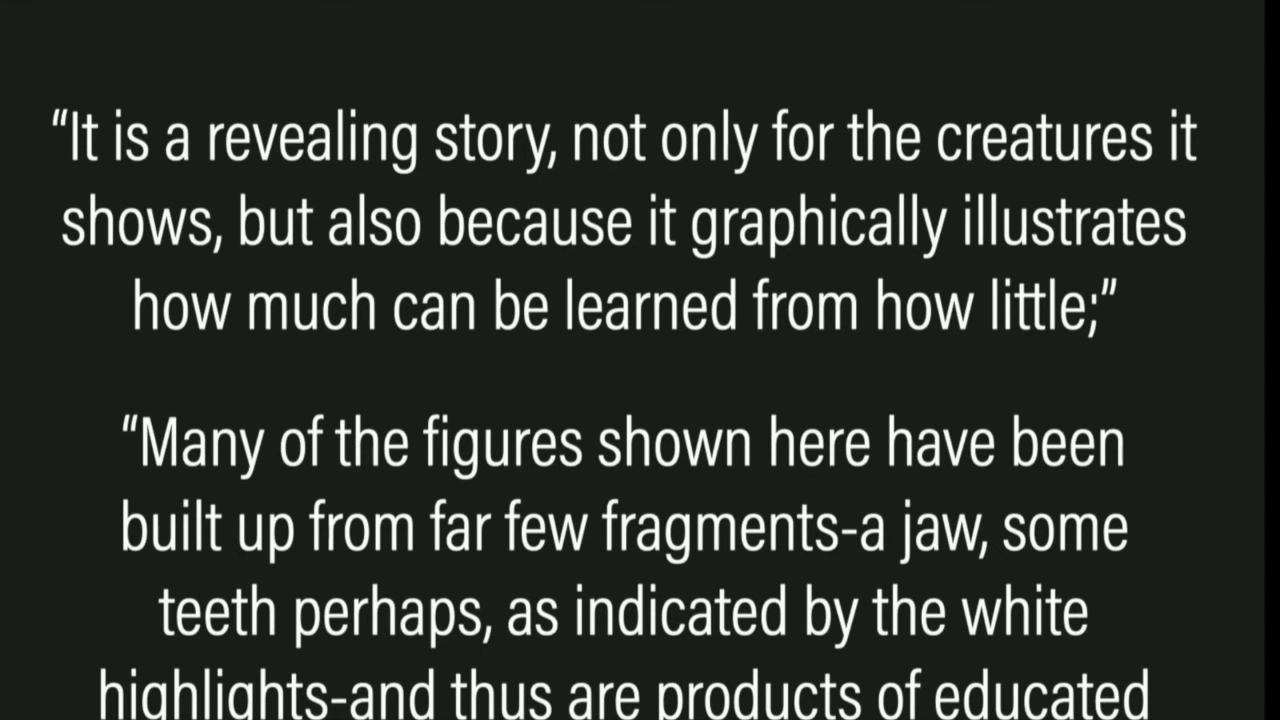 “It is a revealing story, not only for the creatures it
shows, but also because it graphically illustrates
how much can be learned from how little;”
“Many of the figures shown here have been
built up from far few fragments-a jaw, some
teeth perhaps, as indicated by the white
highlights-and thus are products of educated